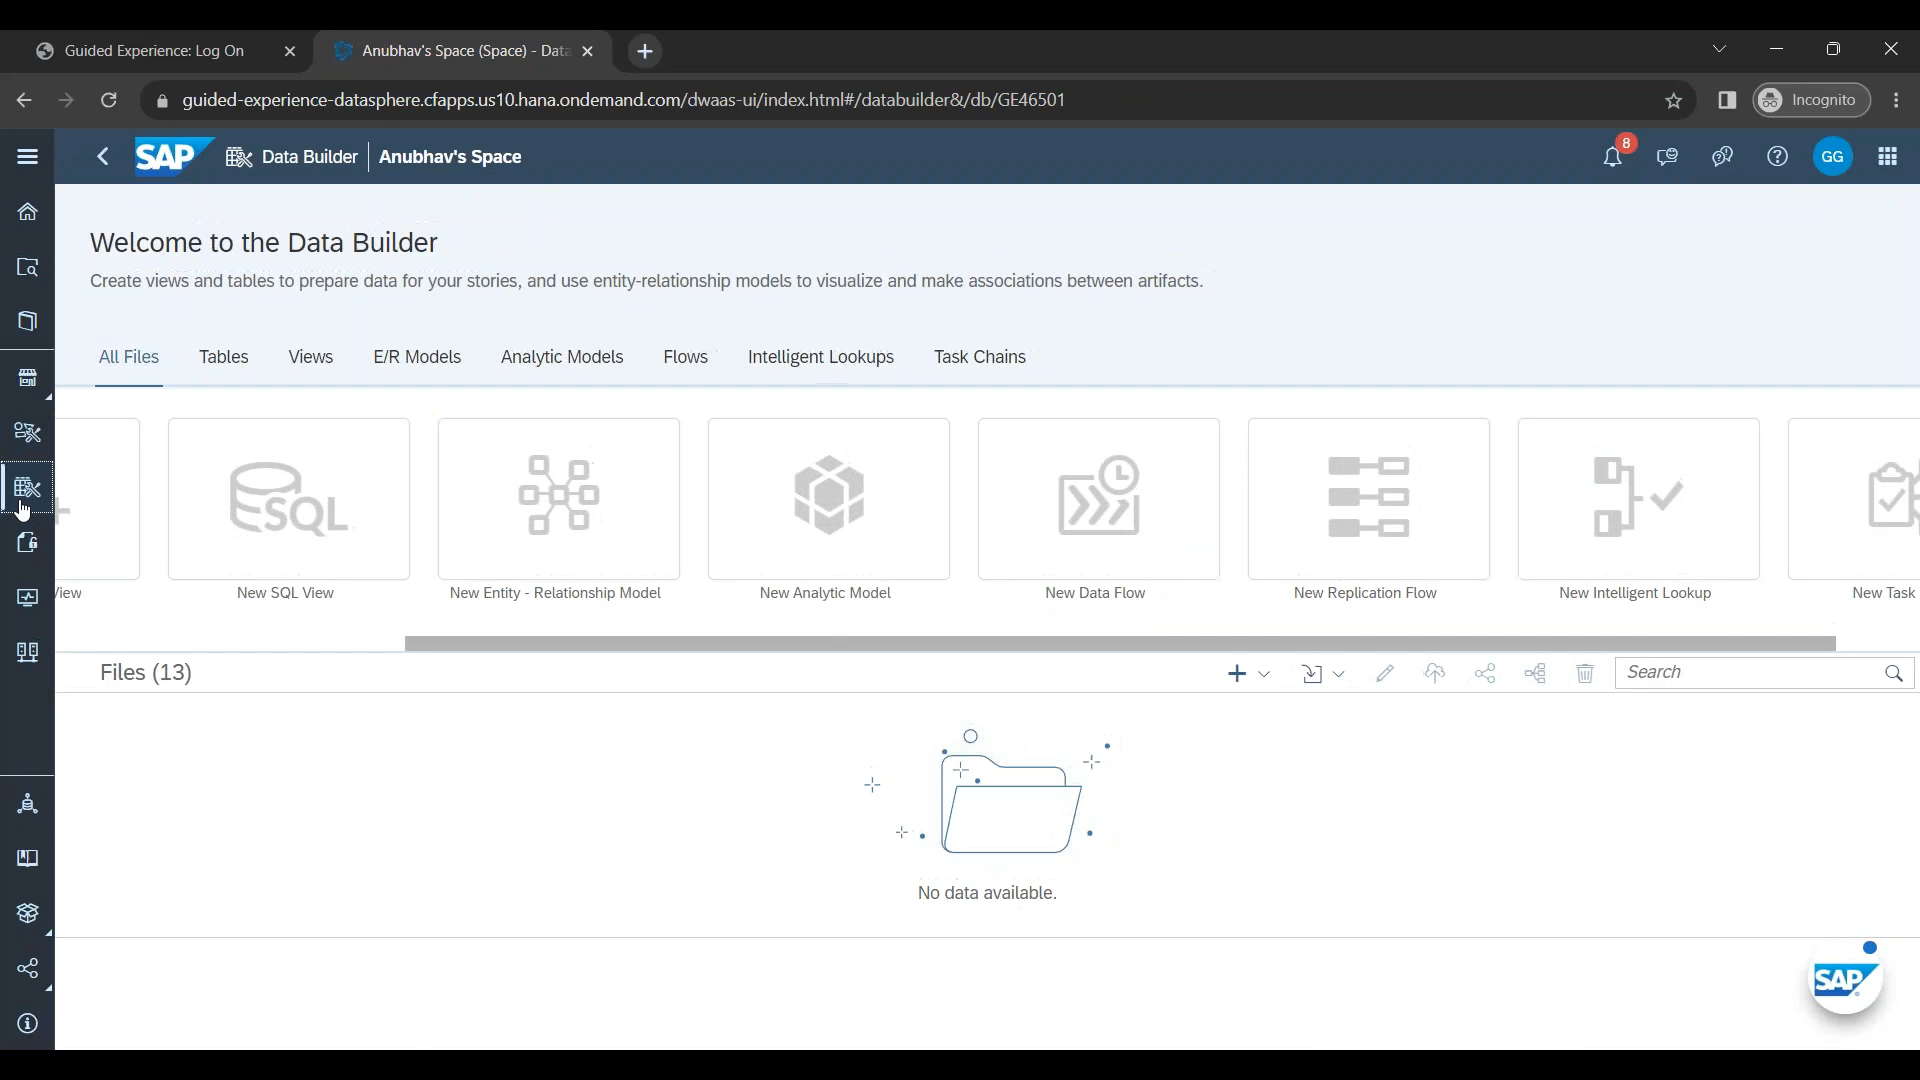 Guided Experience: Log On
Anubhav's Space (Space) - Data
guided-experience-datasphere.cfapps.us10.hana.ondemand.com/dwaas-ui/index.html#/databuilder&/db/GE46501
Incognito
SAP Data Builder Anubhav's Space
8
GG
Welcome to the Data Builder
Create views and tables to prepare data for your stories, and use entity-relationship models to visualize and make associations between artifacts.
All Files Tables Views E/R Models Analytic Models Flows Intelligent Lookups Task Chains
SQL
View New SQL View New Entity - Relationship Model New Analytic Model New Data Flow New Replication Flow New Intelligent Lookup New Task
Files (13)
Search
No data available.
SAP